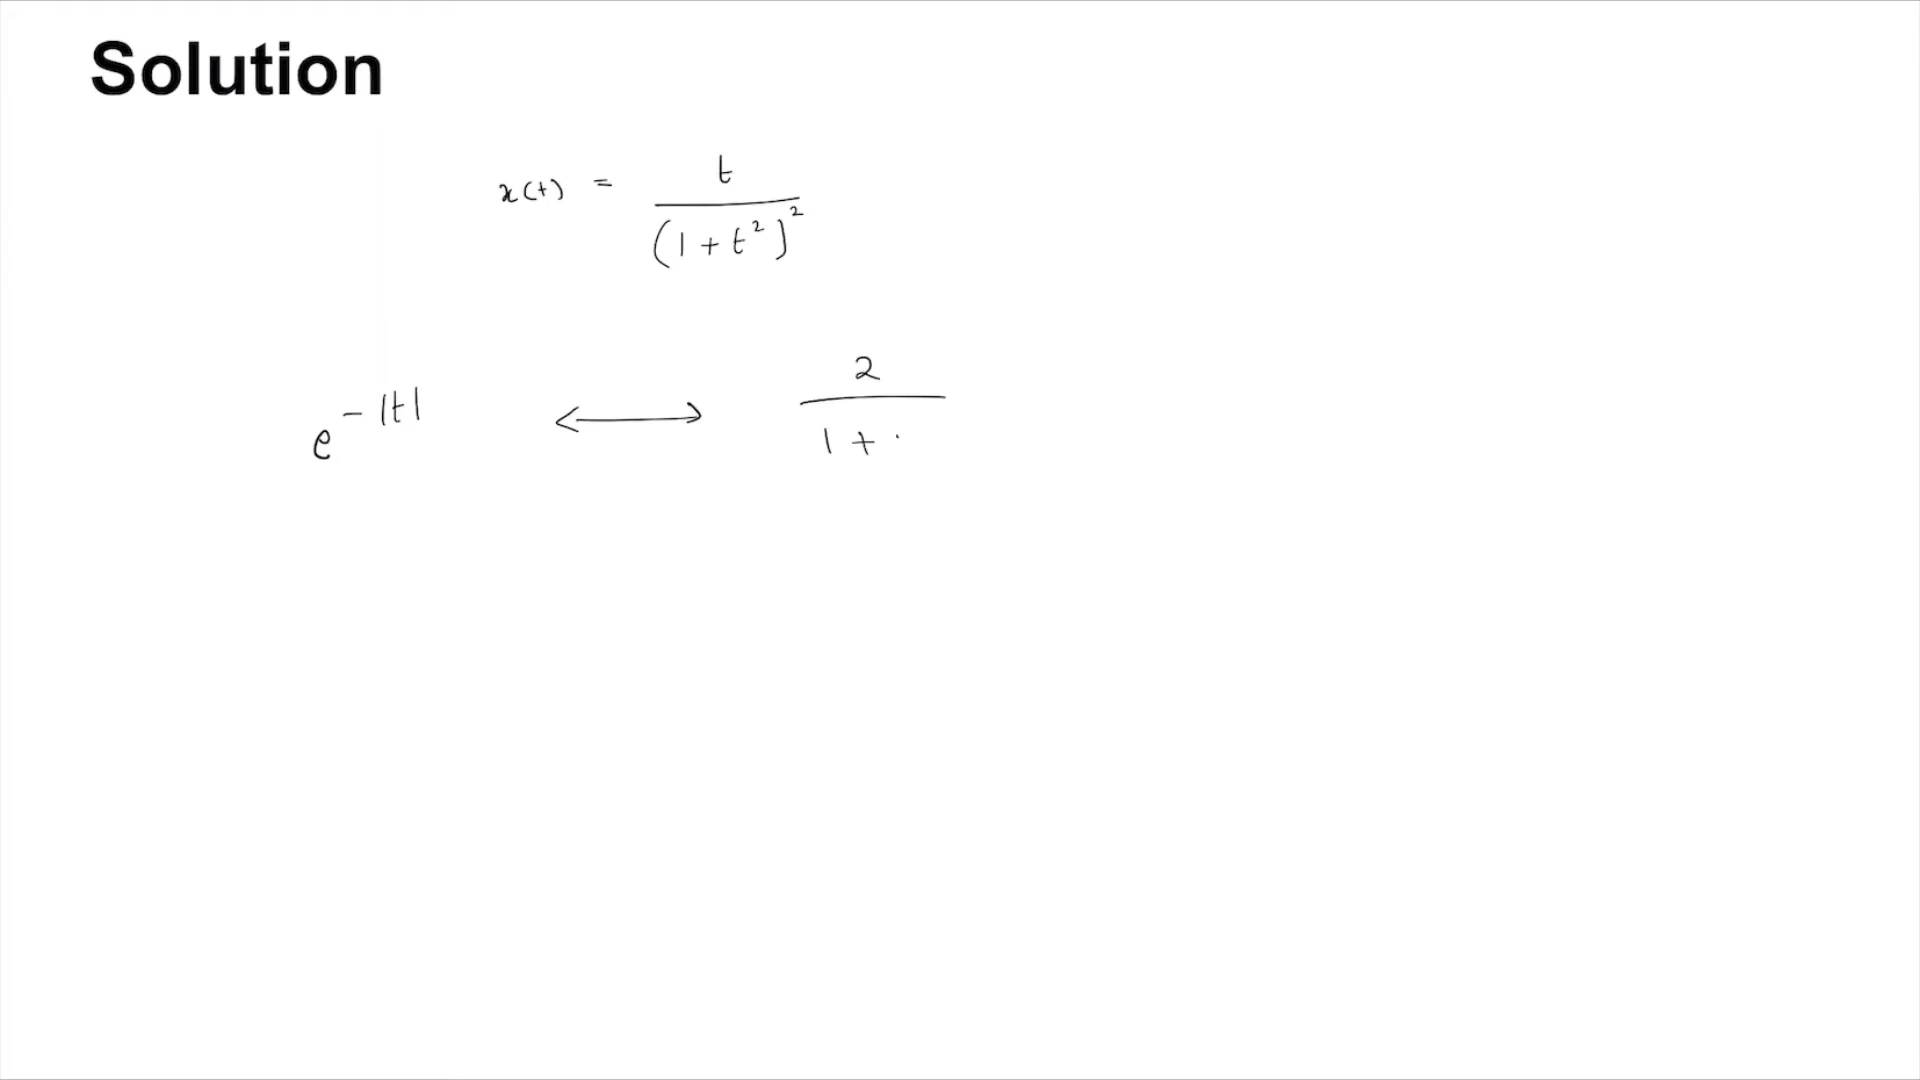 Solution
x(t) = t / (1 + t²)²
e^{-|t|} ⟷ 2 / 1 + .